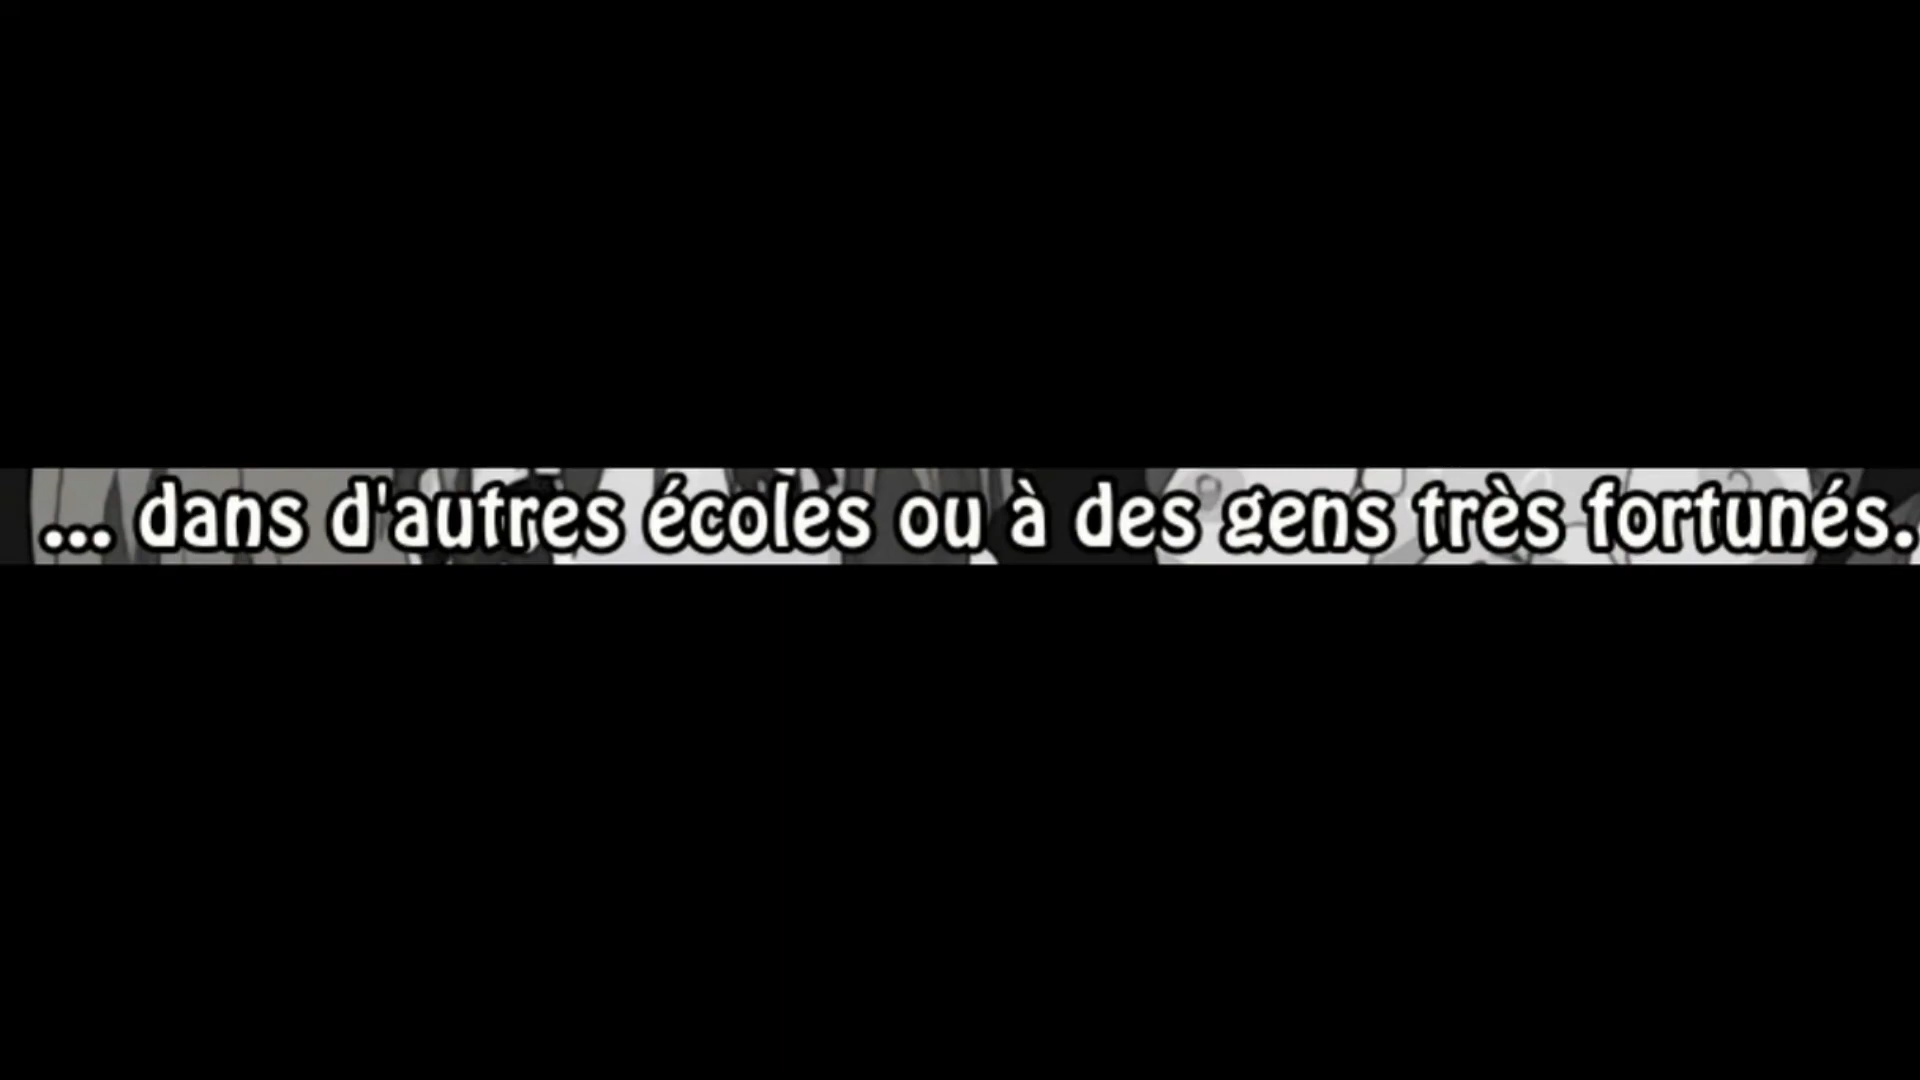 ... dans d'autres écoles ou à des gens très fortunés.